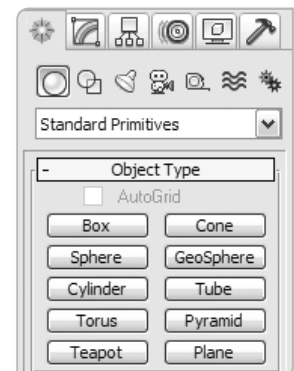 Standard Primitives
- Object Type
AutoGrid
Box Cone
Sphere GeoSphere
Cylinder Tube
Torus Pyramid
Teapot Plane